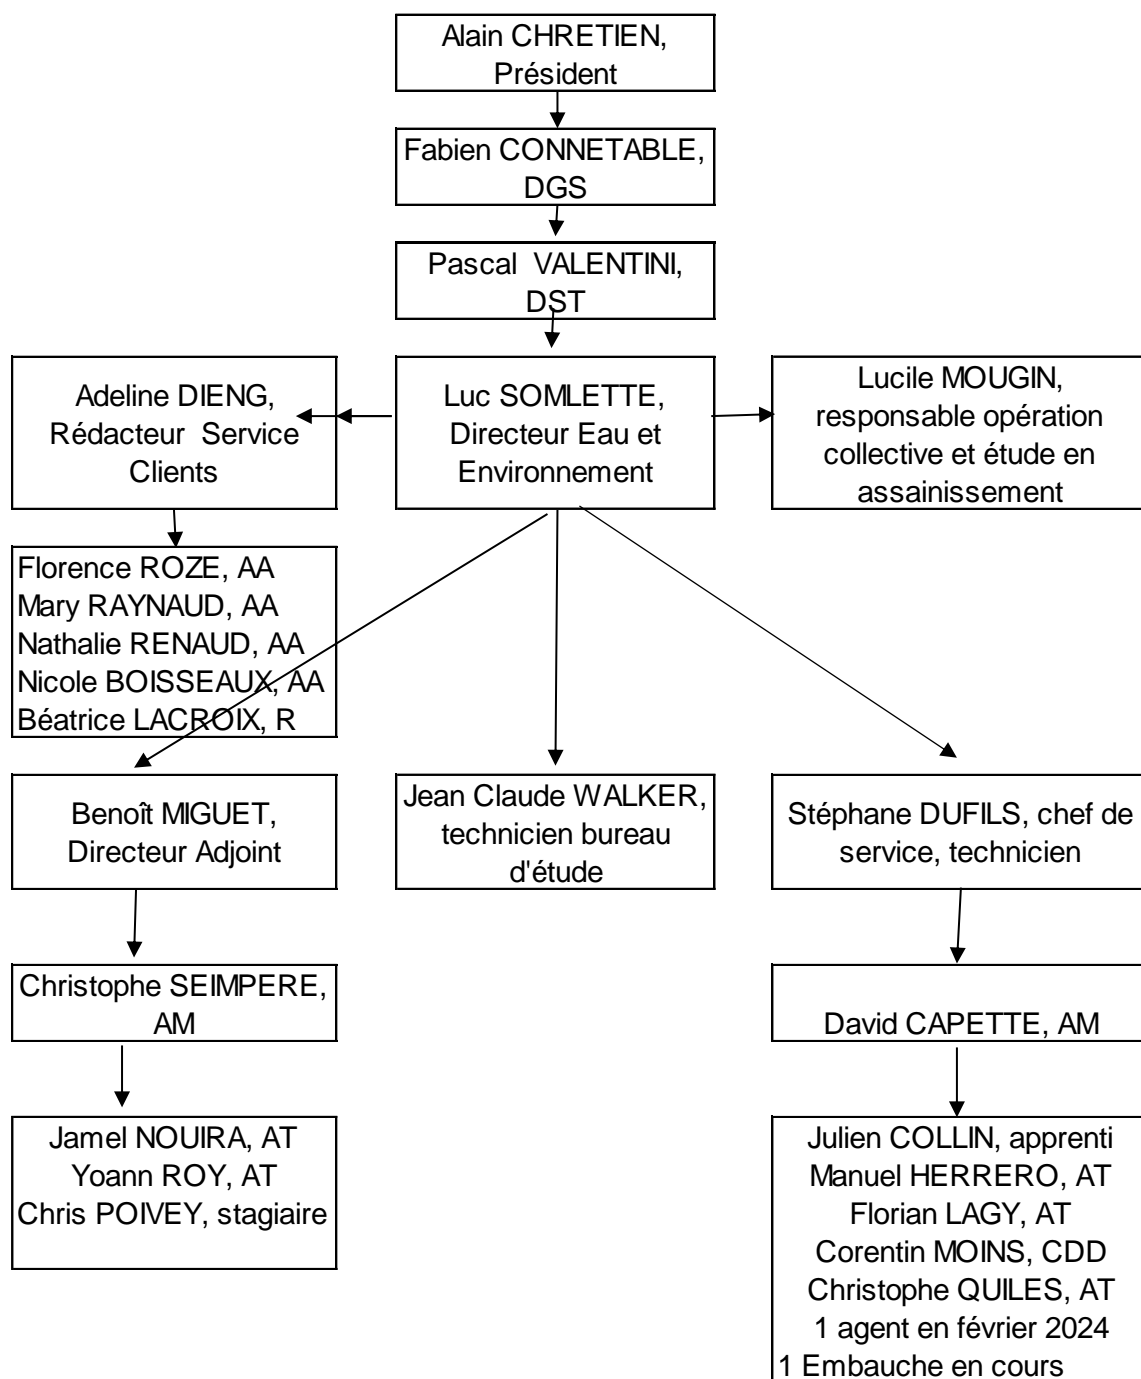 Alain CHRETIEN,
Président
Fabien CONNETABLE,
DGS
Pascal VALENTINI,
DST
Adeline DIENG,
Rédacteur Service
Clients
Luc SOMLETTE,
Directeur Eau et
Environnement
Lucile MOUGIN,
responsable opération
collective et étude en
assainissement
Florence ROZE, AA
Mary RAYNAUD, AA
Nathalie RENAUD, AA
Nicole BOISSEAUX, AA
Béatrice LACROIX, R
Benoît MIGUET,
Directeur Adjoint
Jean Claude WALKER,
technicien bureau
d'étude
Stéphane DUFILS, chef de
service, technicien
Christophe SEIMPERE,
AM
David CAPETTE, AM
Jamel NOUIRA, AT
Yoann ROY, AT
Chris POIVEY, stagiaire
Julien COLLIN, apprenti
Manuel HERRERO, AT
Florian LAGY, AT
Corentin MOINS, CDD
Christophe QUILES, AT
1 agent en février 2024
1 Embauche en cours